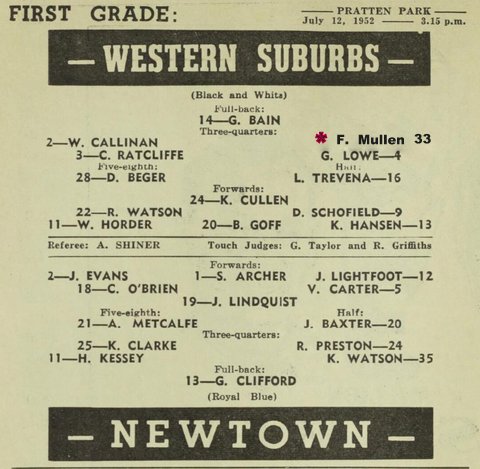 FIRST GRADE:
PRATTEN PARK
July 12, 1952 — 3.15 p.m.
— WESTERN SUBURBS —
(Black and White)
Full-back:
14—G. BAIN
Three-quarters:
2—W. CALLINAN * F. Mullen 33
3—C. RATCLIFFE G. LOWE—4
Five-eighth: Half:
28—D. BEGER L. TREVENA—16
Forwards:
24—K. CULLEN
22—R. WATSON D. SCHOFIELD—9
11—W. HORDER 20—B. GOFF K. HANSEN—13
Referee: A. SHINER Touch Judges: G. Taylor and R. Griffiths
Forwards:
2—J. EVANS 1—S. ARCHER J. LIGHTFOOT—12
18—C. O'BRIEN V. CARTER—5
19—J. LINDQUIST
Five-eighth: Half:
21—A. METCALFE J. BAXTER—20
Three-quarters:
25—K. CLARKE R. PRESTON—24
11—H. KESSEY K. WATSON—35
Full-back:
13—G. CLIFFORD
(Royal Blue)
— NEWTOWN —